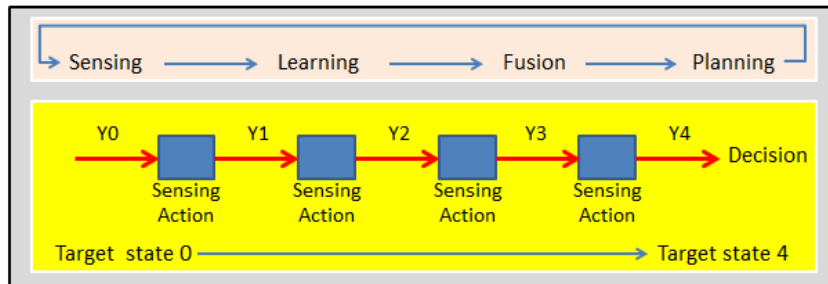 Sensing Learning Fusion Planning
Y0 Y1 Y2 Y3 Y4
Decision
Sensing Sensing Sensing Sensing
Action Action Action Action
Target state 0 Target state 4